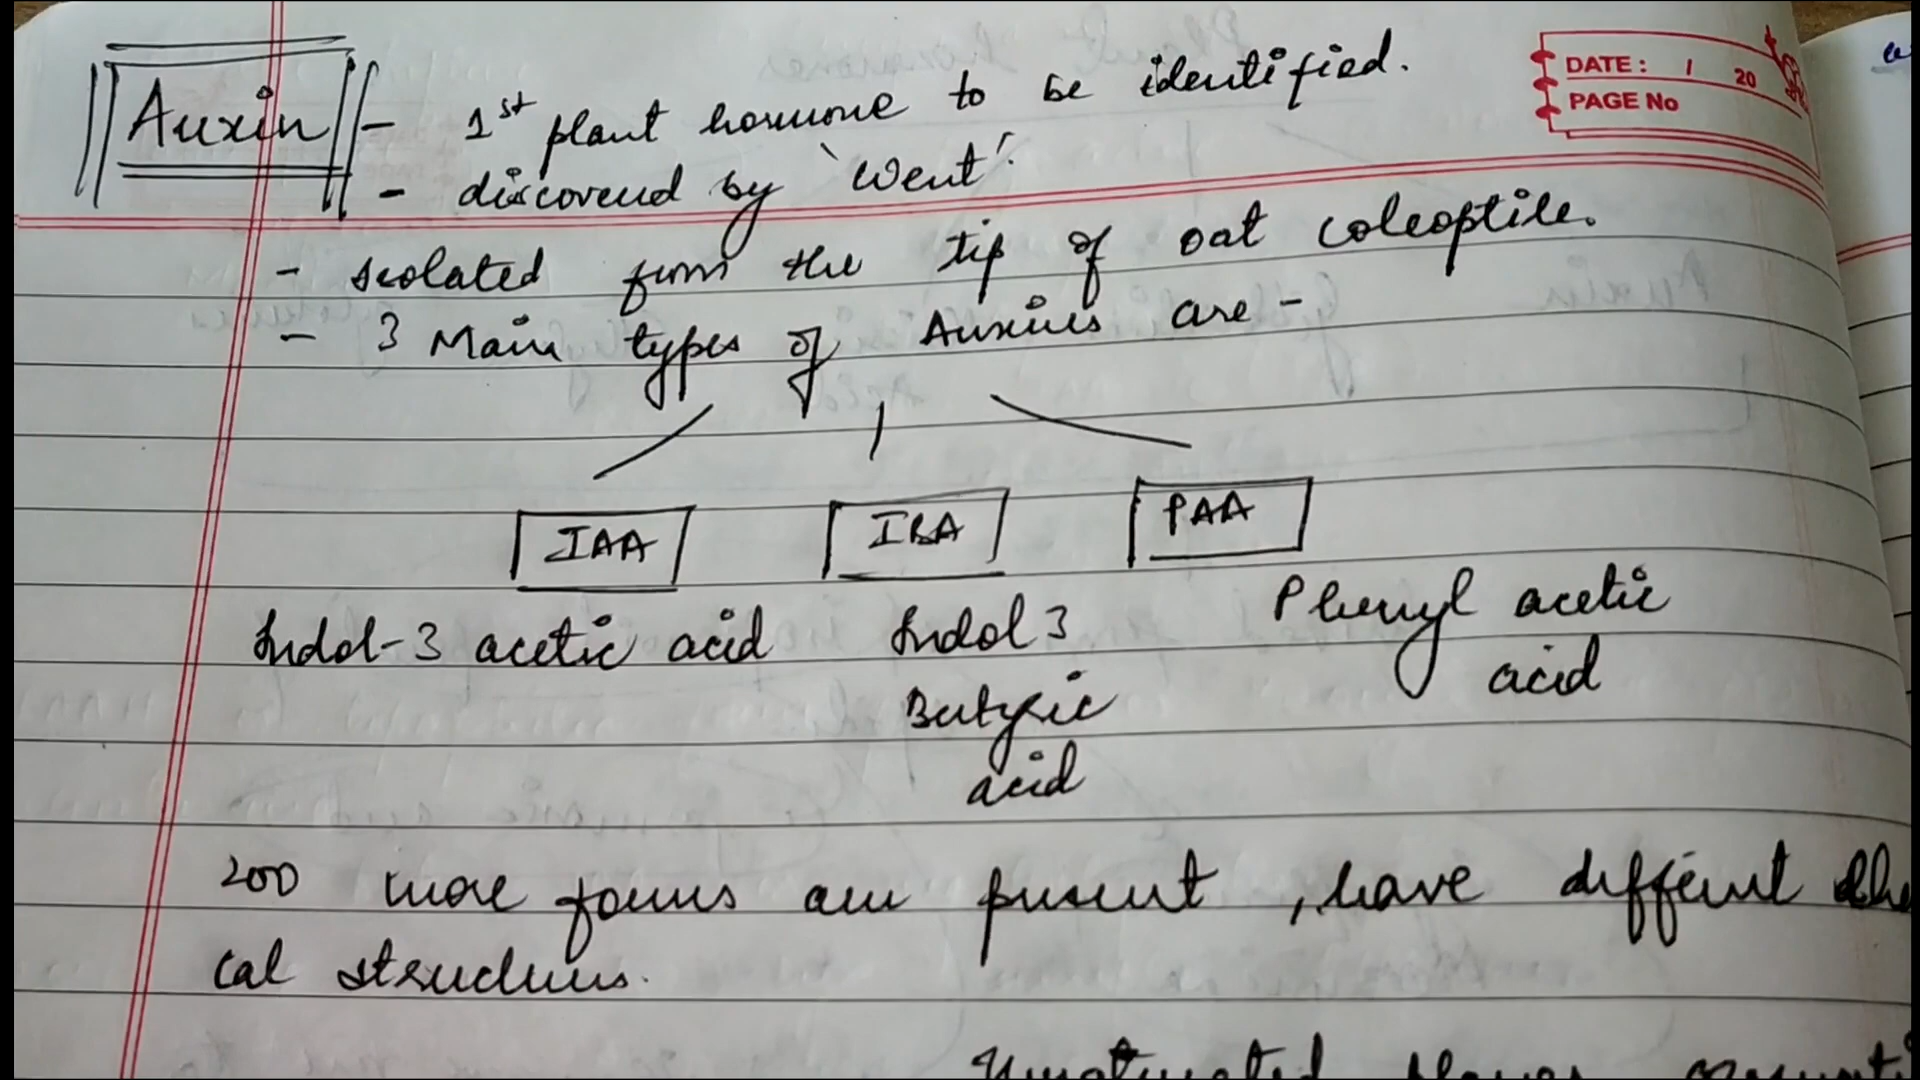 Auxin - 1st plant hormone to be identified.
- discovered by 'Went'.
DATE: / 20
PAGE No
- isolated from the tip of oat coleoptile.
- 3 Main types of Auxins are -
IAA IBA PAA
Indol-3 acetic acid Indol 3 Phenyl acetic
Butyric acid
acid
200 more forms are present, have different
cal structures.